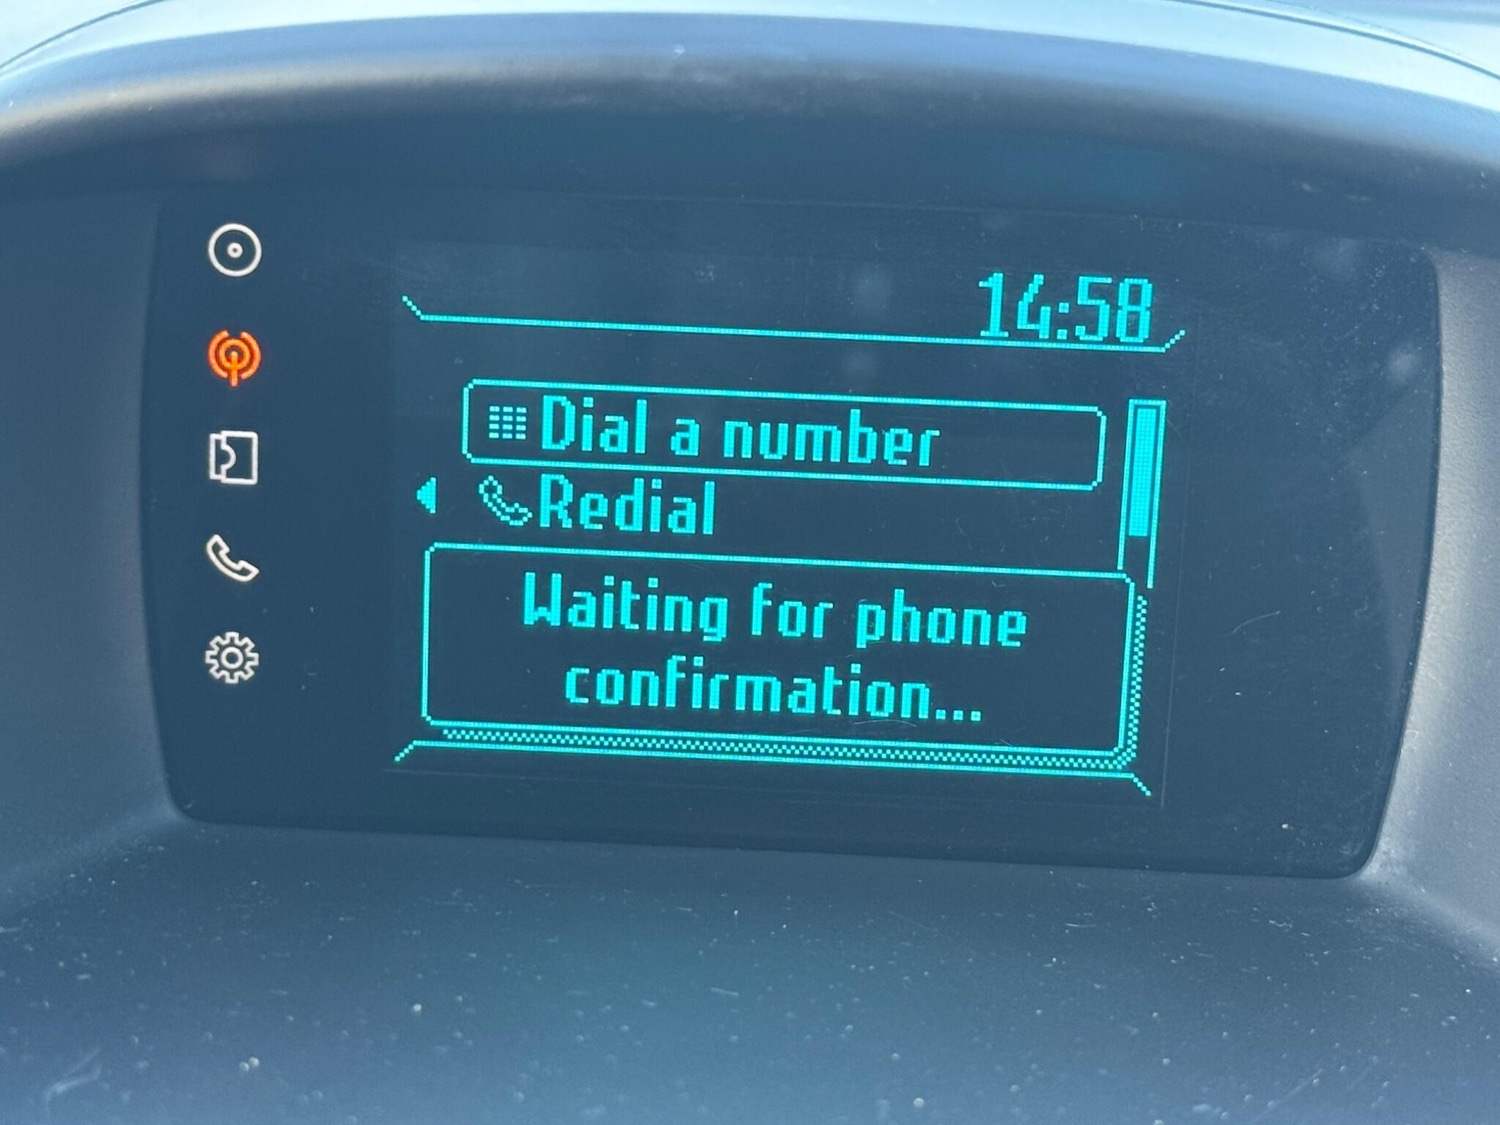 14:58
Dial a number
Redial
Waiting for phone
confirmation...